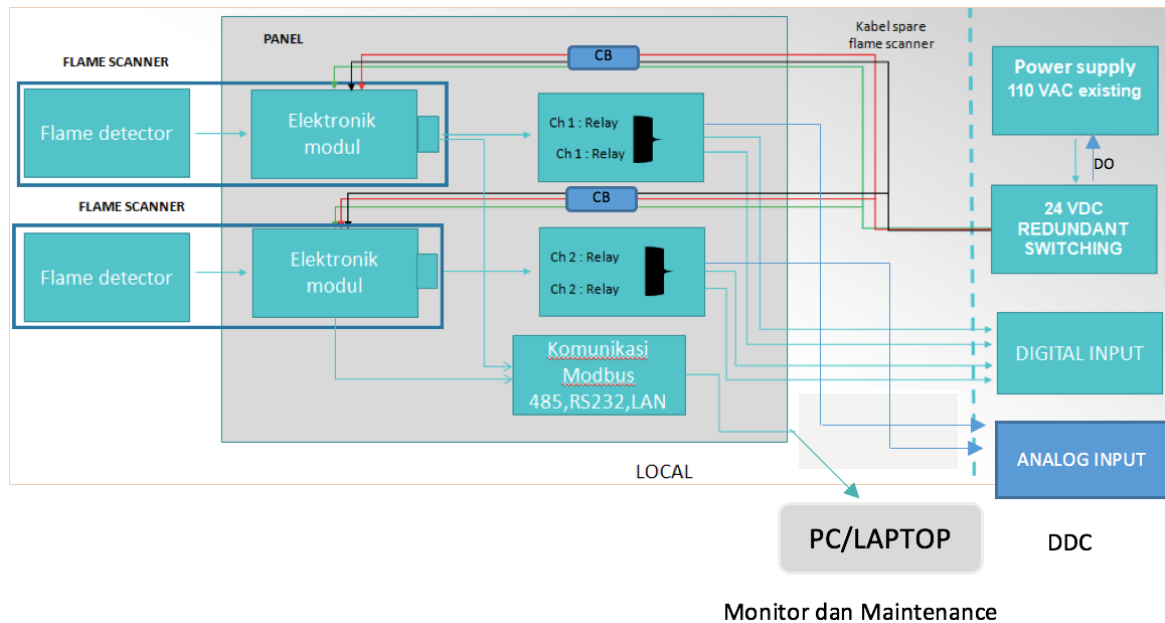 PANEL
Kabel spare
flame scanner
CB
Power supply
110 VAC existing
FLAME SCANNER
Flame detector
Elektronik
modul
Ch 1 : Relay
Ch 1 : Relay
DO
FLAME SCANNER
CB
24 VDC
REDUNDANT
SWITCHING
Flame detector
Elektronik
modul
Ch 2 : Relay
Ch 2 : Relay
Komunikasi
Modbus
485,RS232,LAN
DIGITAL INPUT
LOCAL
ANALOG INPUT
PC/LAPTOP
DDC
Monitor dan Maintenance